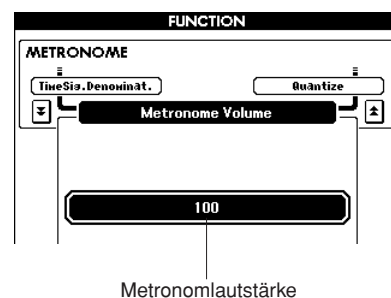 FUNCTION
METRONOME
TimeSig.Denominat.
Quantize
Metronome Volume
100
Metronomlautstärke